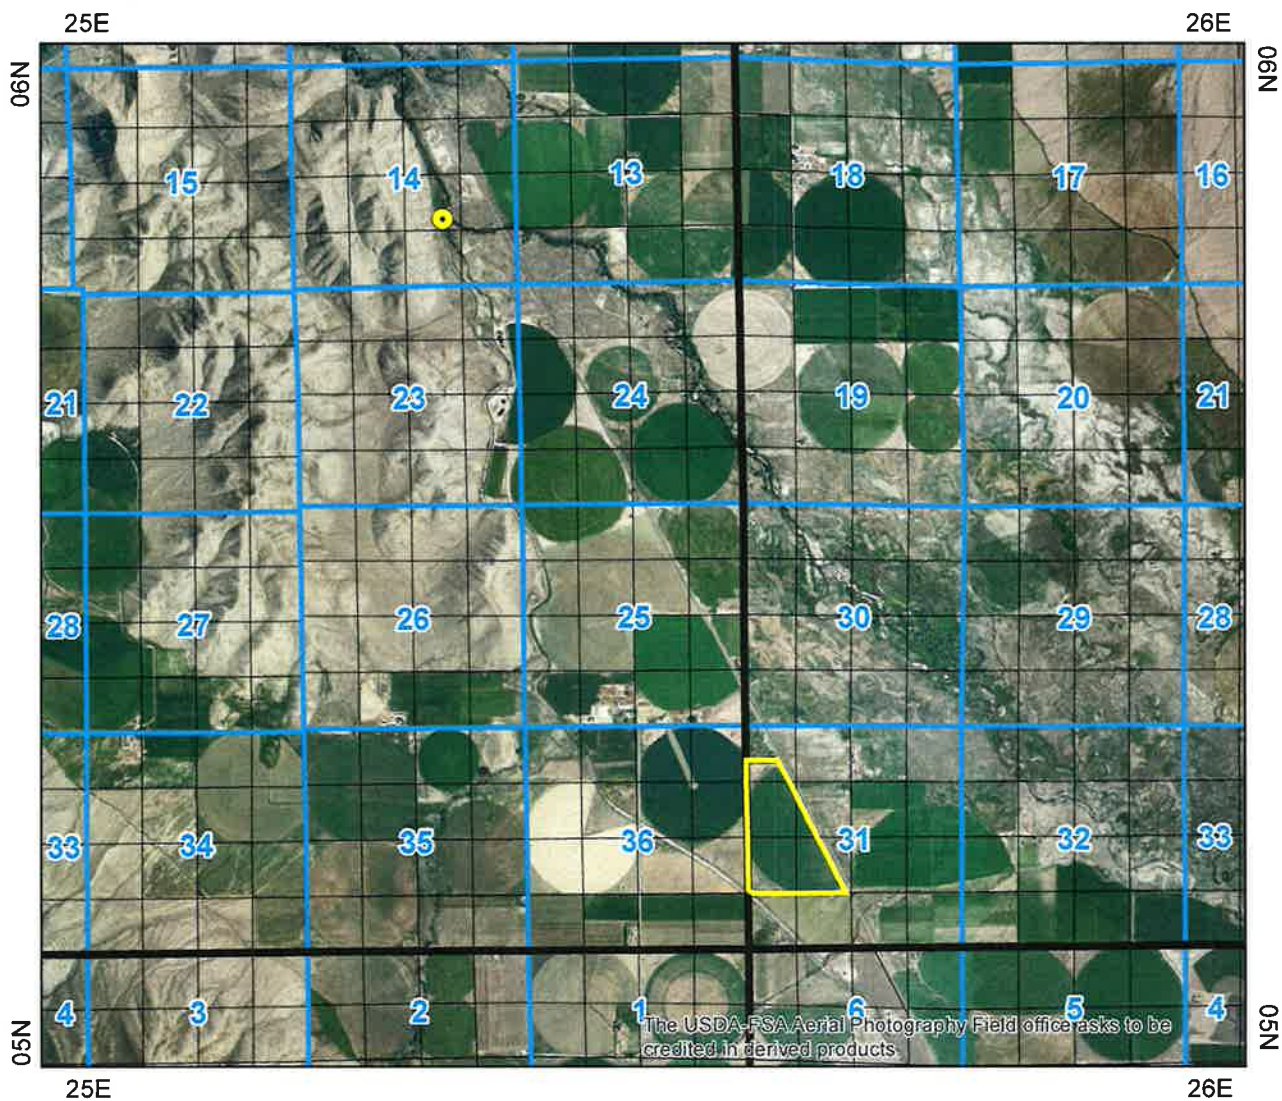 25E 26E
06N 06N
15 14 13 18 17 16
21 22 23 24 19 20 21
28 27 26 25 30 29 28
33 34 35 36 31 32 33
4 3 2 1 6 5 4
The USDA-FSA Aerial Photography Field office asks to be
credited in derived products
05N 05N
25E 26E